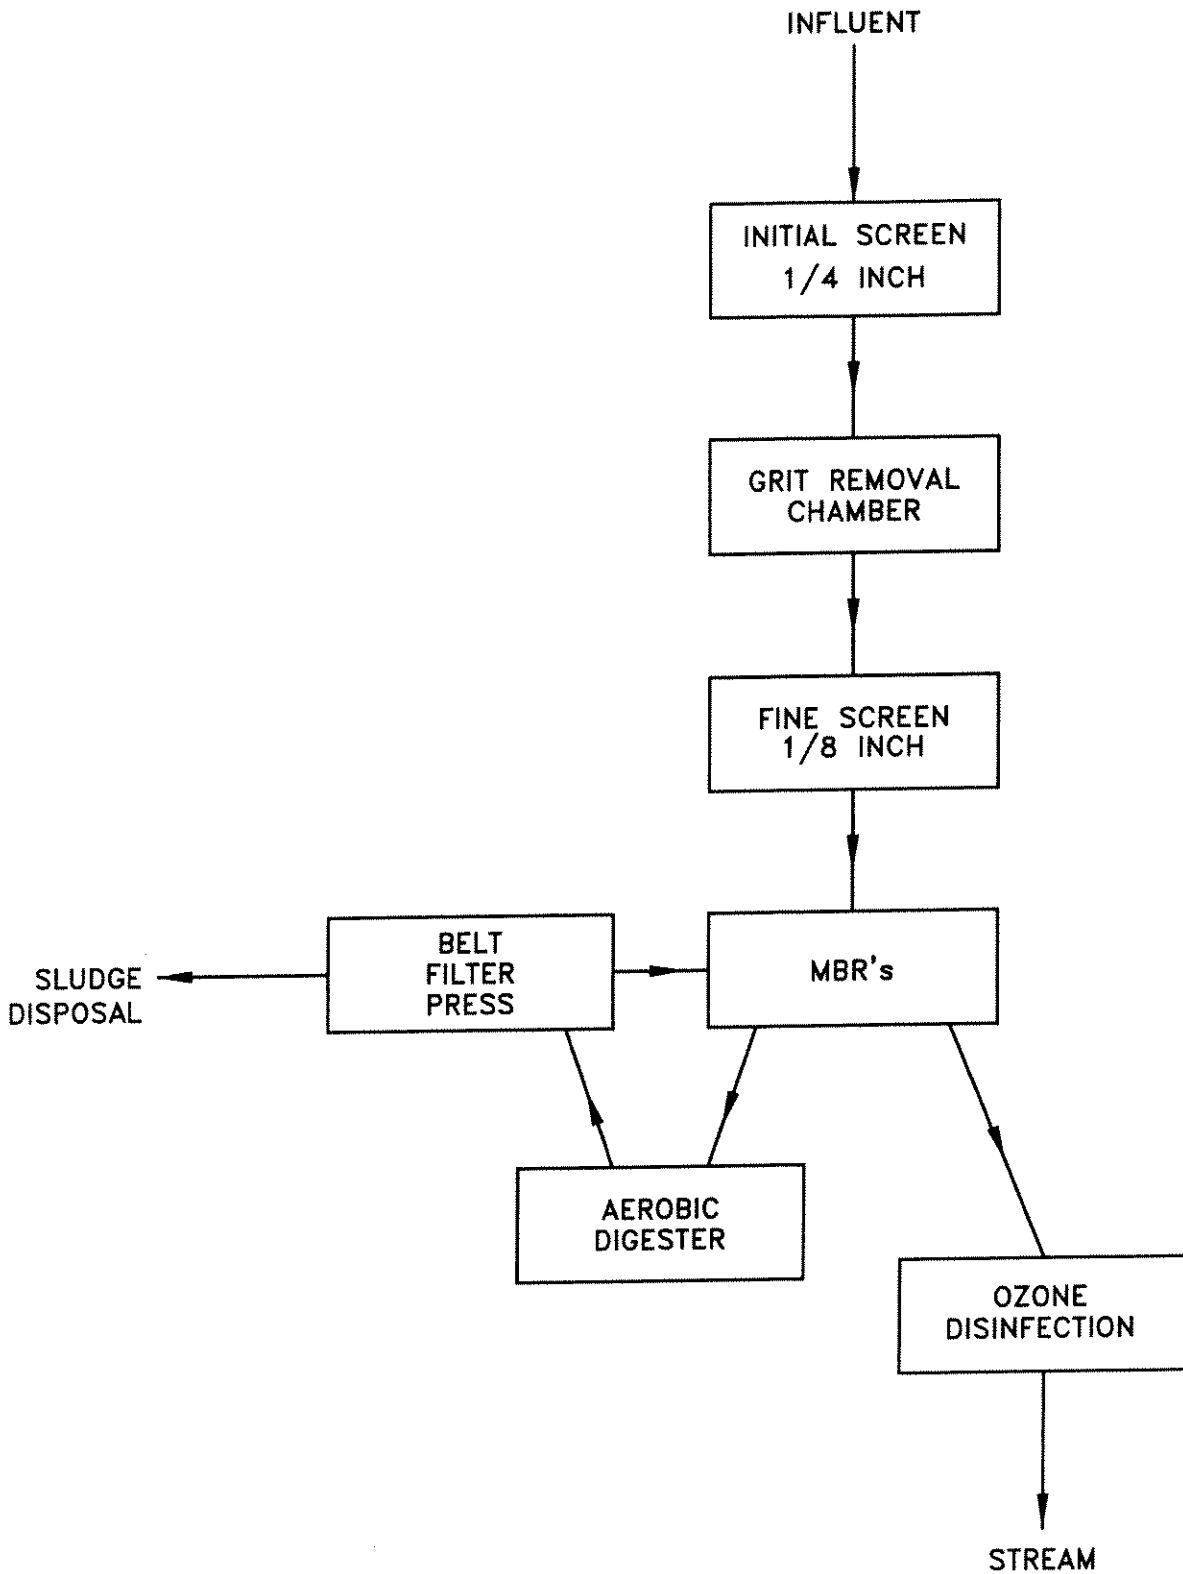 INFLUENT
INITIAL SCREEN
1/4 INCH
GRIT REMOVAL
CHAMBER
FINE SCREEN
1/8 INCH
BELT
FILTER
PRESS
MBR's
SLUDGE
DISPOSAL
AEROBIC
DIGESTER
OZONE
DISINFECTION
STREAM